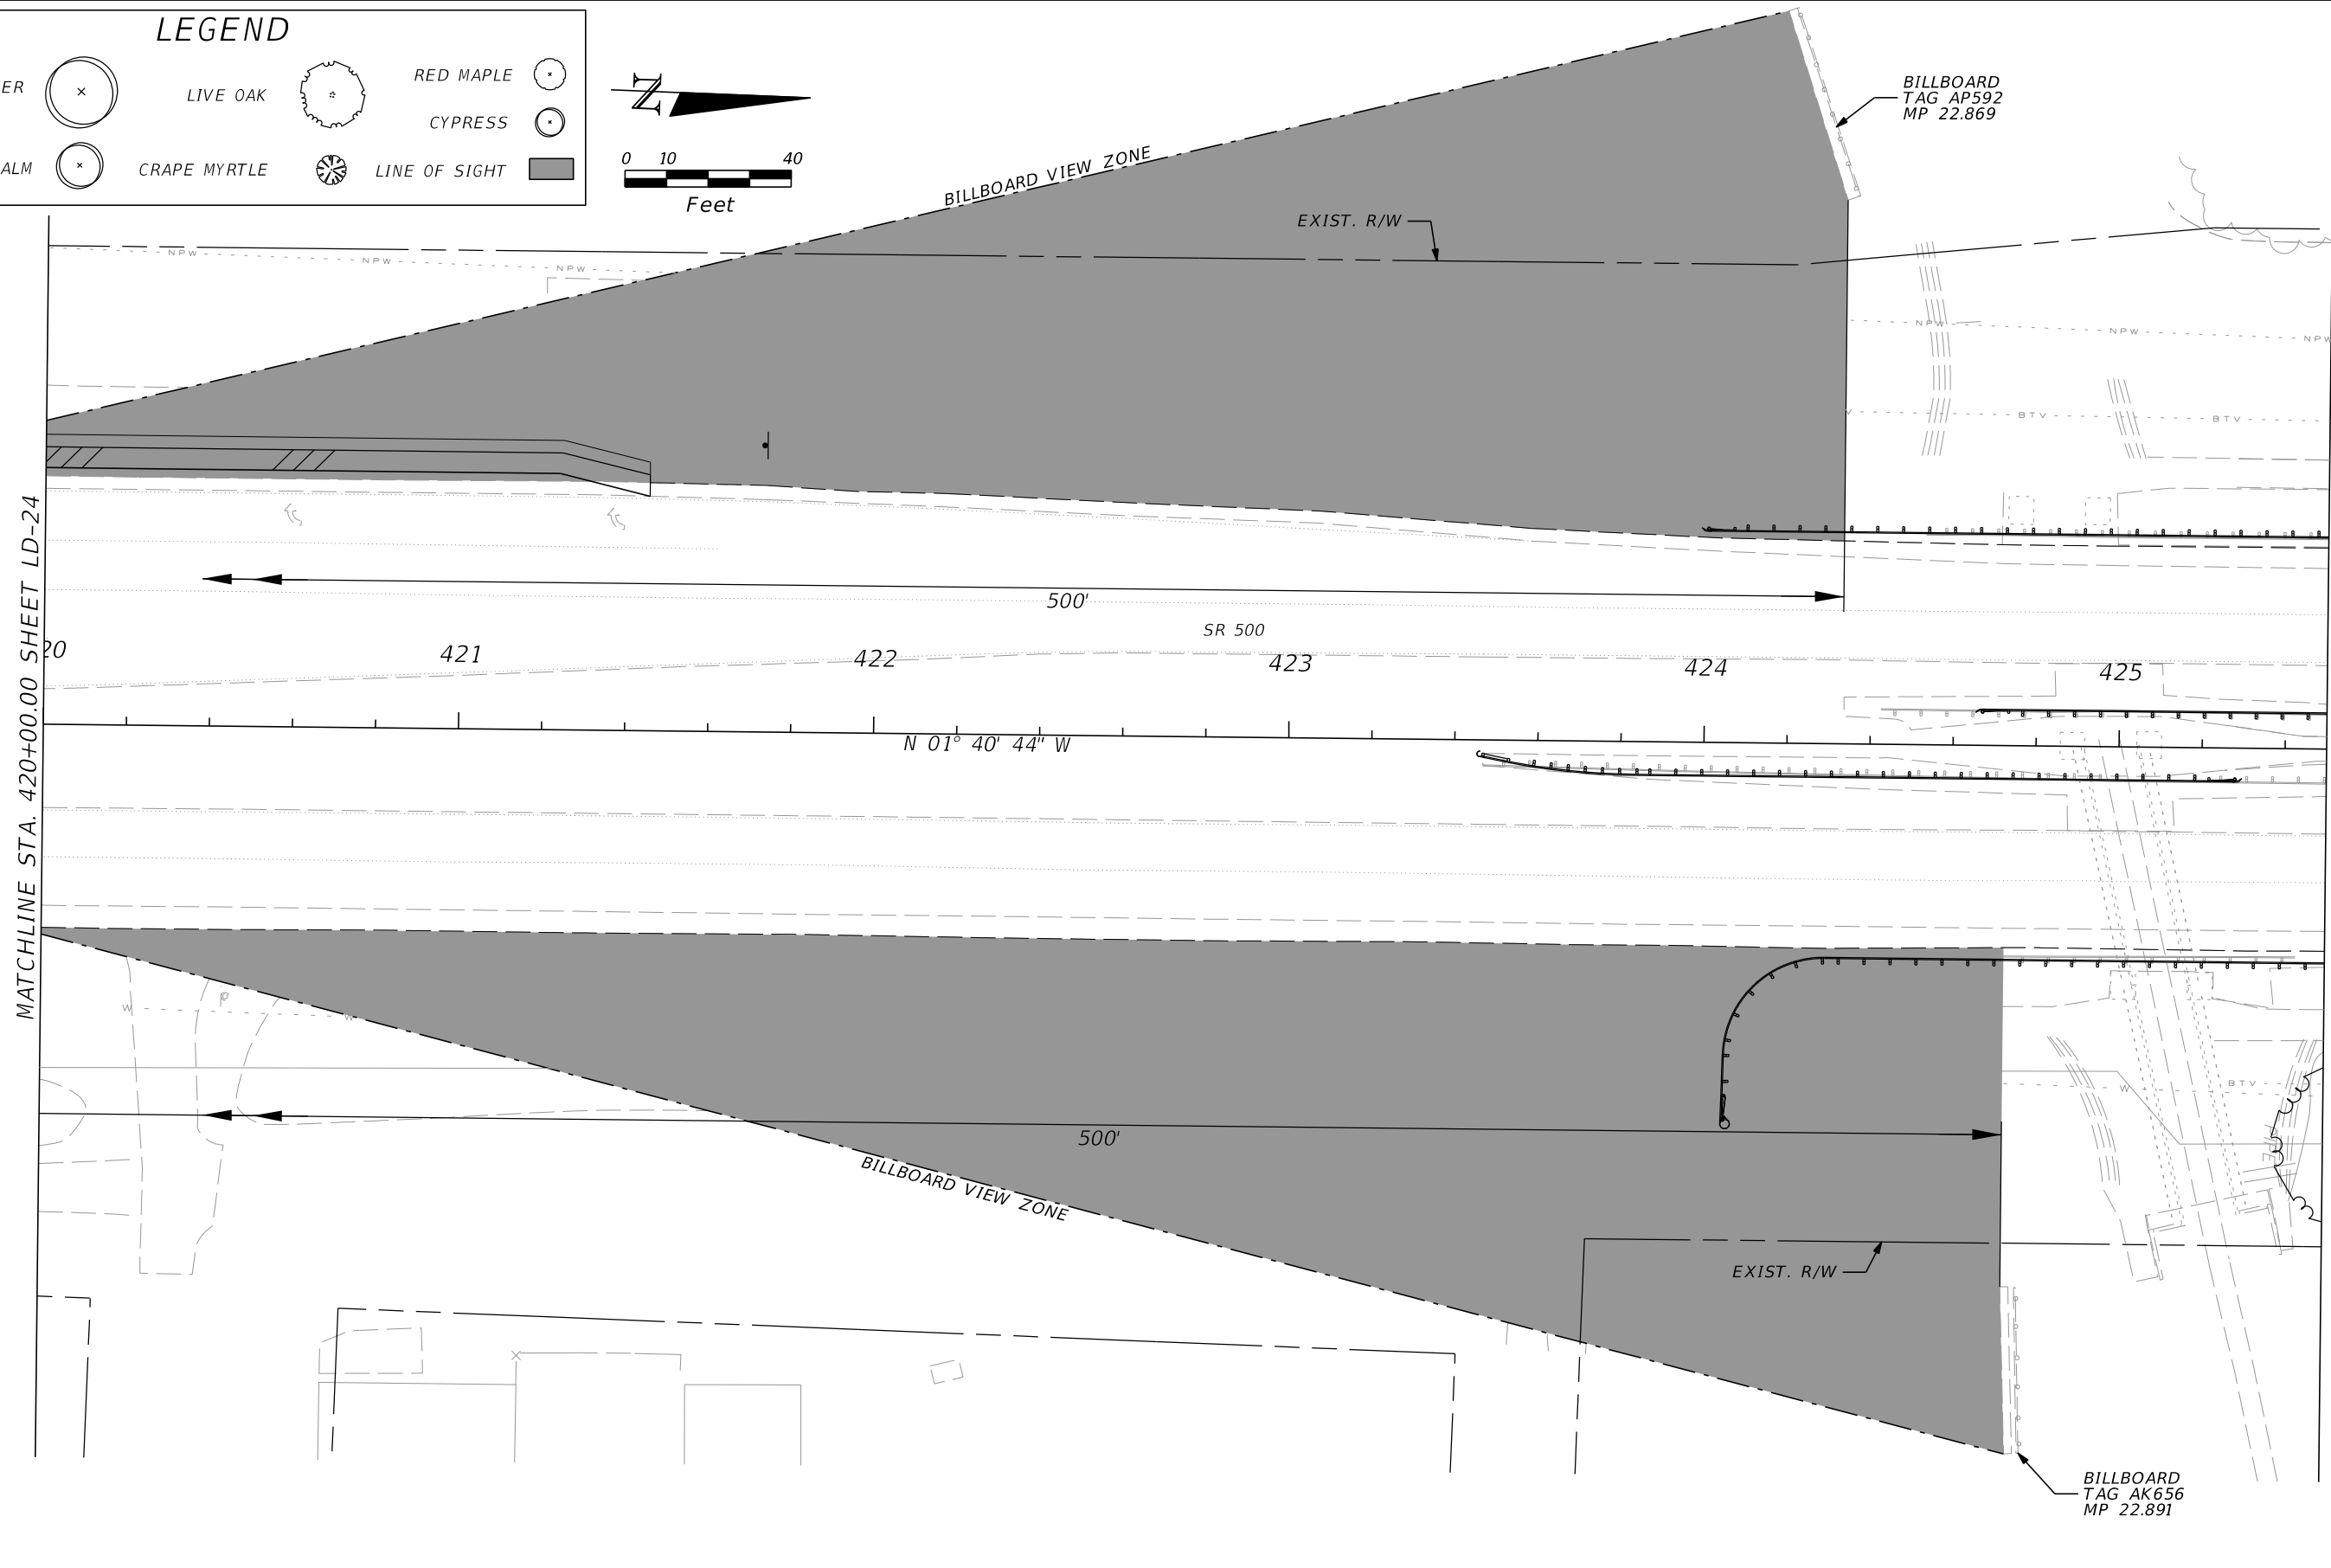 LEGEND
ER
LIVE OAK
RED MAPLE
CYPRESS
ALM
CRAPE MYRTLE
LINE OF SIGHT
N
0 10 40
Feet
BILLBOARD
TAG AP592
MP 22.869
BILLBOARD VIEW ZONE
EXIST. R/W
NPW
NPW
NPW
NPW
NPW
NPW
BTV
BTV
MATCHLINE STA. 420+00.00 SHEET LD-24
500'
SR 500
20
421
422
423
424
425
N 01° 40' 44" W
W
W
W
BTV
500'
BILLBOARD VIEW ZONE
EXIST. R/W
BILLBOARD
TAG AK656
MP 22.891